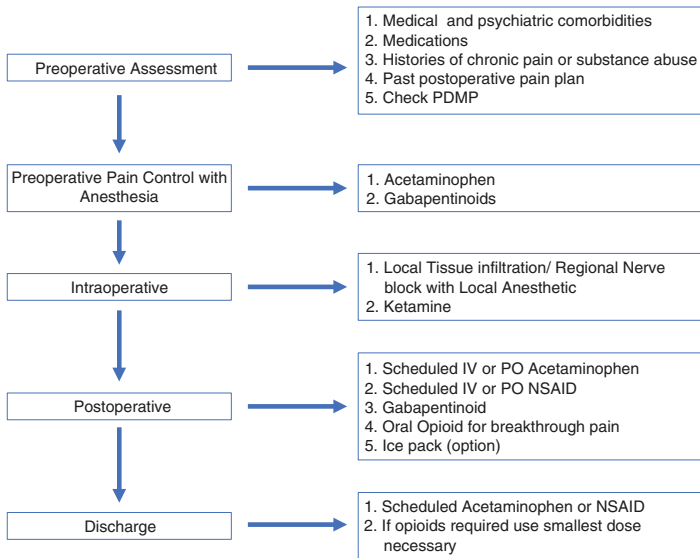 Preoperative Assessment
1. Medical and psychiatric comorbidities
2. Medications
3. Histories of chronic pain or substance abuse
4. Past postoperative pain plan
5. Check PDMP
Preoperative Pain Control with
Anesthesia
1. Acetaminophen
2. Gabapentinoids
Intraoperative
1. Local Tissue infiltration/ Regional Nerve
block with Local Anesthetic
2. Ketamine
Postoperative
1. Scheduled IV or PO Acetaminophen
2. Scheduled IV or PO NSAID
3. Gabapentinoid
4. Oral Opioid for breakthrough pain
5. Ice pack (option)
Discharge
1. Scheduled Acetaminophen or NSAID
2. If opioids required use smallest dose
necessary